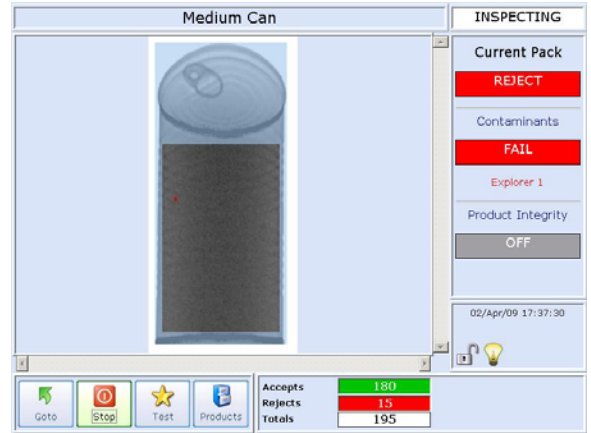 Medium Can
INSPECTING
Current Pack
REJECT
Contaminants
FAIL
Explorer 1
Product Integrity
OFF
02/Apr/09 17:37:30
Goto
Stop
Test
Products
Accepts 180
Rejects 15
Totals 195